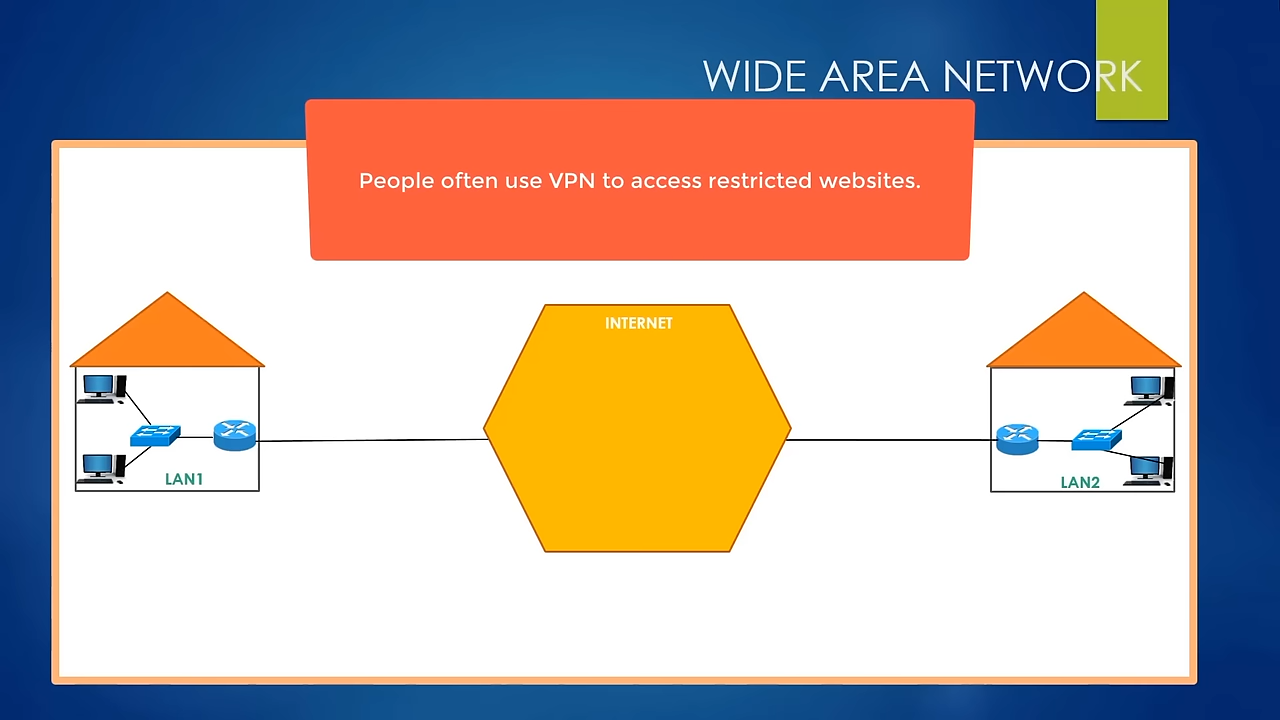 WIDE AREA NETWORK
People often use VPN to access restricted websites.
INTERNET
LAN1
LAN2